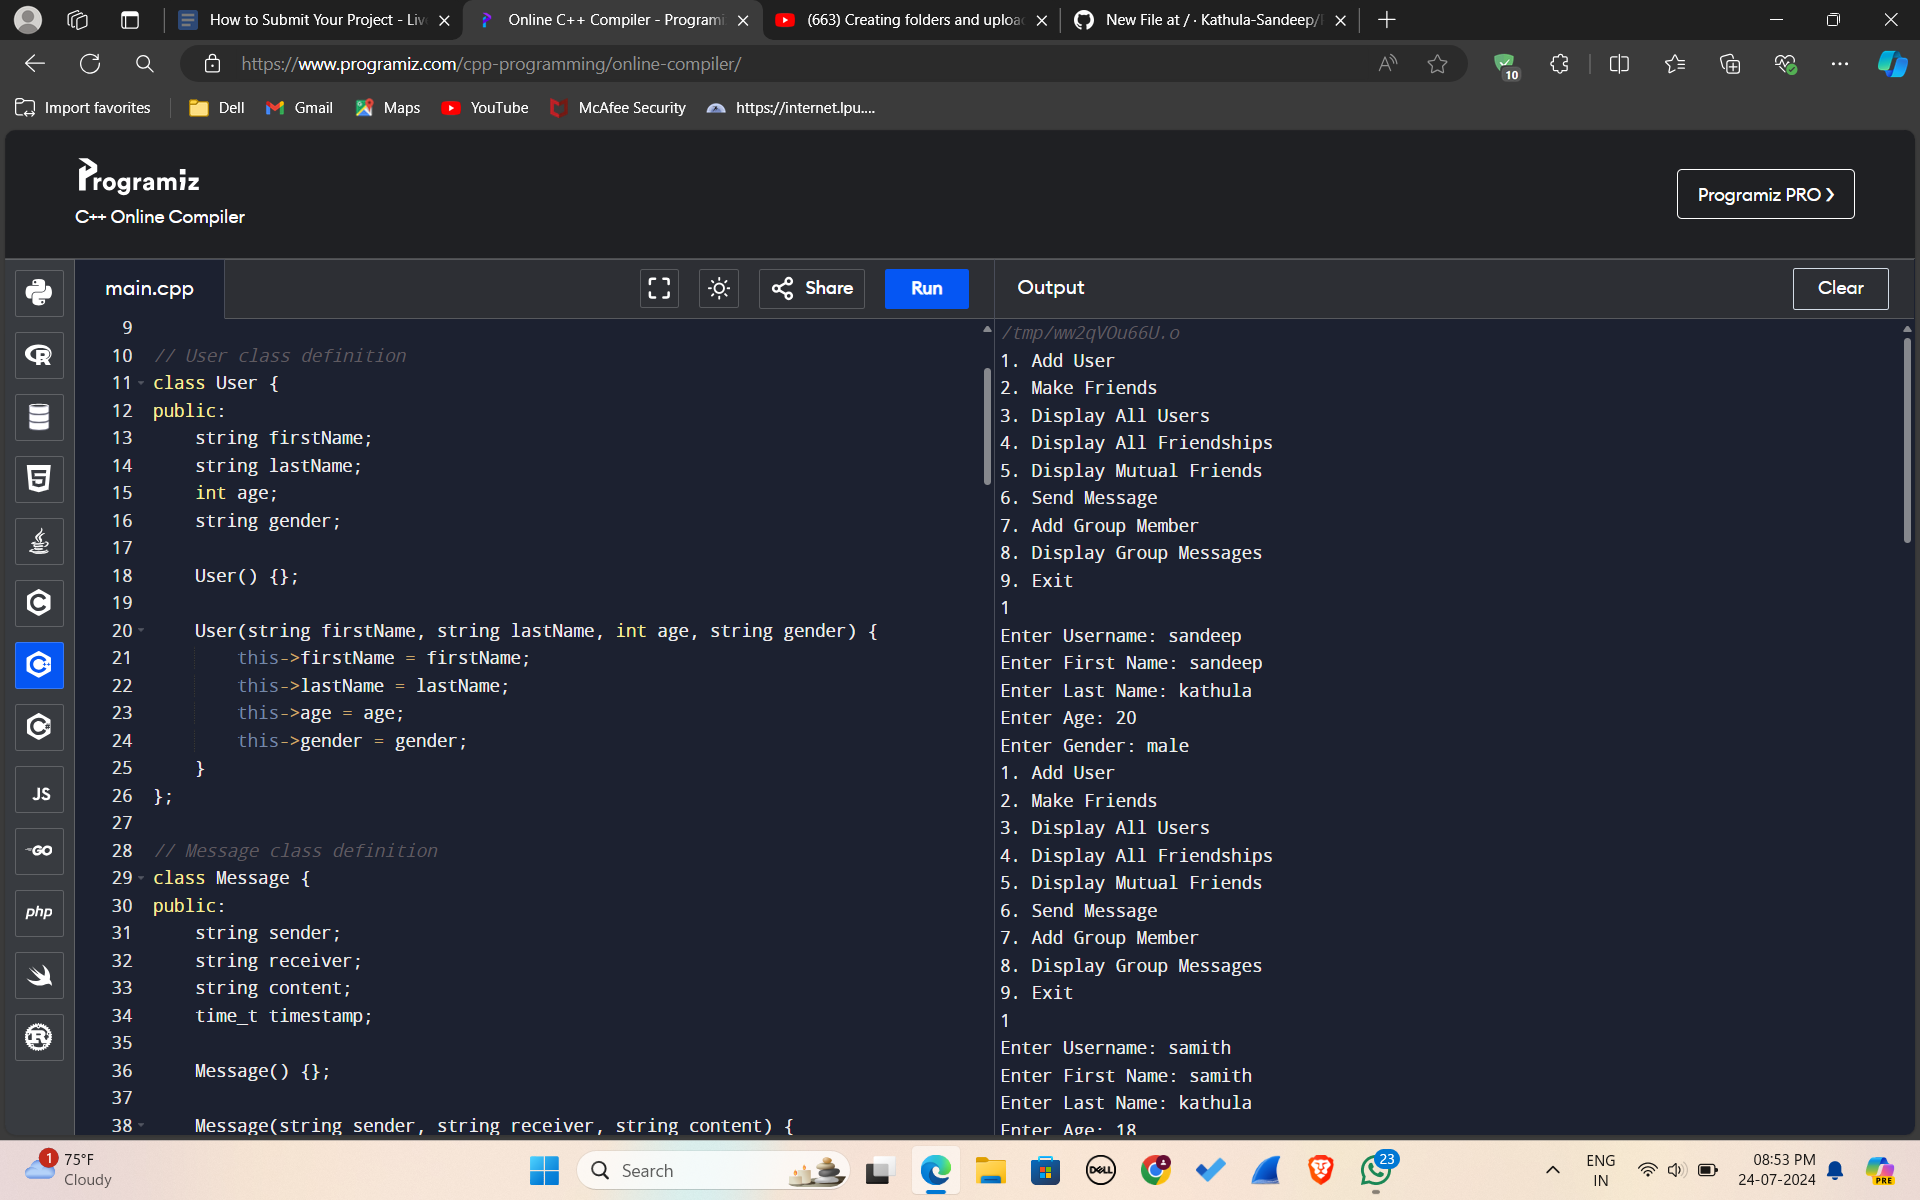 How to Submit Your Project - Liv
Online C++ Compiler - Programi
(663) Creating folders and uploa
New File at / · Kathula-Sandeep/
https://www.programiz.com/cpp-programming/online-compiler/
10
Import favorites
Dell
Gmail
Maps
YouTube
McAfee Security
https://internet.lpu....
Programiz
C++ Online Compiler
Programiz PRO
main.cpp
Share
Run
Output
Clear
9
10 // User class definition
11 class User {
12 public:
13 string firstName;
14 string lastName;
15 int age;
16 string gender;
17
18 User() {};
19
20 User(string firstName, string lastName, int age, string gender) {
21 this->firstName = firstName;
22 this->lastName = lastName;
23 this->age = age;
24 this->gender = gender;
25 }
26 };
27
28 // Message class definition
29 class Message {
30 public:
31 string sender;
32 string receiver;
33 string content;
34 time_t timestamp;
35
36 Message() {};
37
38 Message(string sender, string receiver, string content) {
/tmp/ww2qVOu66U.o
1. Add User
2. Make Friends
3. Display All Users
4. Display All Friendships
5. Display Mutual Friends
6. Send Message
7. Add Group Member
8. Display Group Messages
9. Exit
1
Enter Username: sandeep
Enter First Name: sandeep
Enter Last Name: kathula
Enter Age: 20
Enter Gender: male
1. Add User
2. Make Friends
3. Display All Users
4. Display All Friendships
5. Display Mutual Friends
6. Send Message
7. Add Group Member
8. Display Group Messages
9. Exit
1
Enter Username: samith
Enter First Name: samith
Enter Last Name: kathula
Enter Age: 18
JS
GO
php
1
75°F
Cloudy
Search
DELL
23
ENG
IN
08:53 PM
24-07-2024
PRE